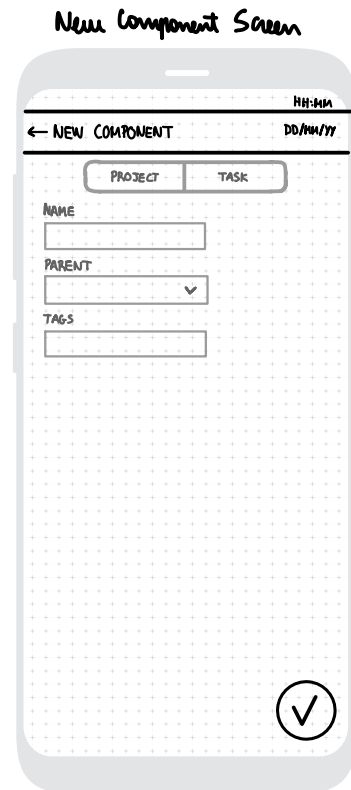 New Component Screen
HH:MM
← NEW COMPONENT DD/MM/YY
PROJECT TASK
NAME
PARENT
TAGS